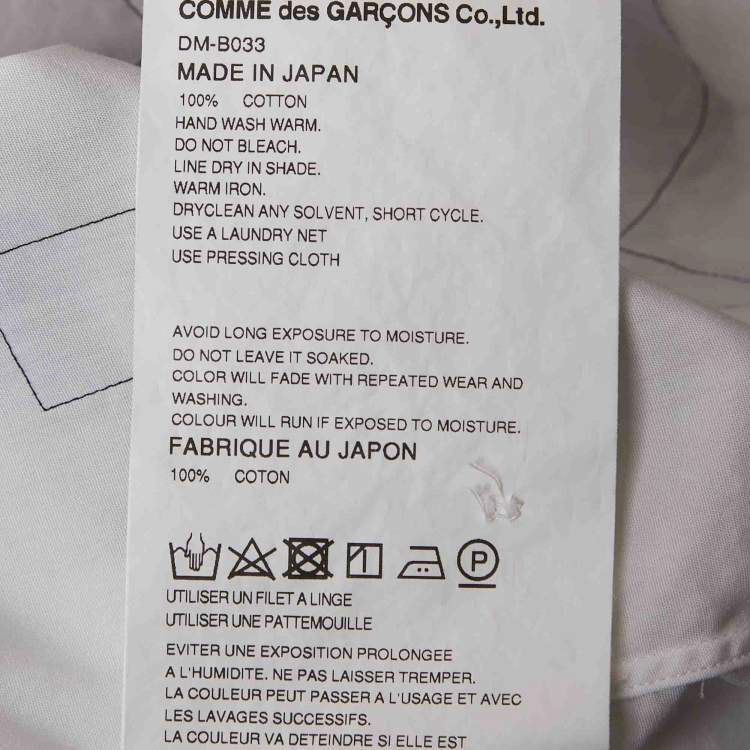 COMME des GARÇONS Co.,Ltd.
DM-B033
MADE IN JAPAN
100% COTTON
HAND WASH WARM.
DO NOT BLEACH.
LINE DRY IN SHADE.
WARM IRON.
DRYCLEAN ANY SOLVENT, SHORT CYCLE.
USE A LAUNDRY NET
USE PRESSING CLOTH
AVOID LONG EXPOSURE TO MOISTURE.
DO NOT LEAVE IT SOAKED.
COLOR WILL FADE WITH REPEATED WEAR AND
WASHING.
COLOUR WILL RUN IF EXPOSED TO MOISTURE.
FABRIQUE AU JAPON
100% COTON
P
UTILISER UN FILET A LINGE
UTILISER UNE PATTEMOUILLE
EVITER UNE EXPOSITION PROLONGEE
A L'HUMIDITE. NE PAS LAISSER TREMPER.
LA COULEUR PEUT PASSER A L'USAGE ET AVEC
LES LAVAGES SUCCESSIFS.
LA COULEUR VA DETEINDRE SI ELLE EST